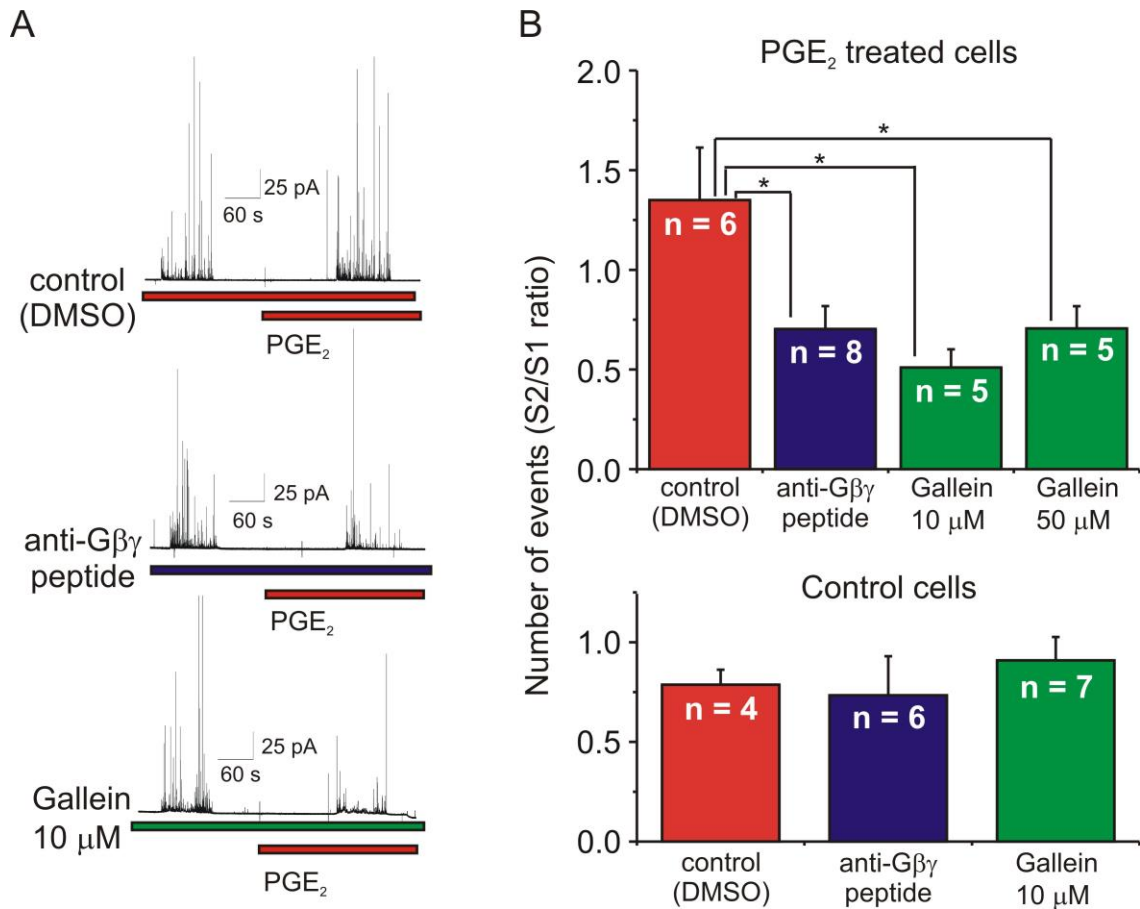 A
control
(DMSO)
25 pA
60 s
PGE₂
anti-Gβγ
peptide
25 pA
60 s
PGE₂
Gallein
10 μM
25 pA
60 s
PGE₂
B
PGE₂ treated cells
Number of events (S2/S1 ratio)
2.0
1.5
1.0
0.5
0.0
*
*
*
n = 6
n = 8
n = 5
n = 5
control
(DMSO)
anti-Gβγ
peptide
Gallein
10 μM
Gallein
50 μM
Control cells
1.0
0.5
0.0
n = 4
n = 6
n = 7
control
(DMSO)
anti-Gβγ
peptide
Gallein
10 μM